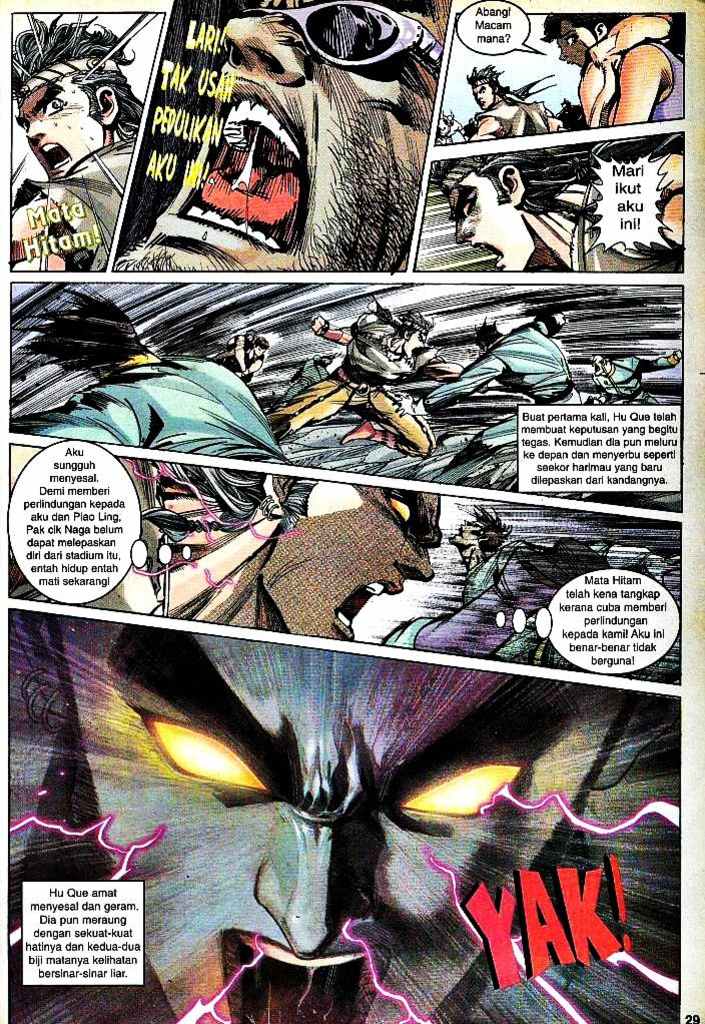 Mata
Hitam!
LARI!
TAK USAH
PEDULIKAN
AKU !!
Abang!
Macam
mana?
Mari
ikut
aku
ini!
Buat pertama kali, Hu Que telah
membuat keputusan yang begitu
tegas. Kemudian dia pun meluru
ke depan dan menyerbu seperti
seekor harimau yang baru
dilepaskan dari kandangnya.
Aku
sungguh
menyesal.
Demi memberi
perlindungan kepada
aku dan Piao Ling,
Pak cik Naga belum
dapat melepaskan
diri dari stadium itu,
entah hidup entah
mati sekarang!
Mata Hitam
telah kena tangkap
kerana cuba memberi
perlindungan
kepada kami! Aku ini
benar-benar tidak
berguna!
Hu Que amat
menyesal dan geram.
Dia pun meraung
dengan sekuat-kuat
hatinya dan kedua-dua
biji matanya kelihatan
bersinar-sinar liar.
YAK!
29